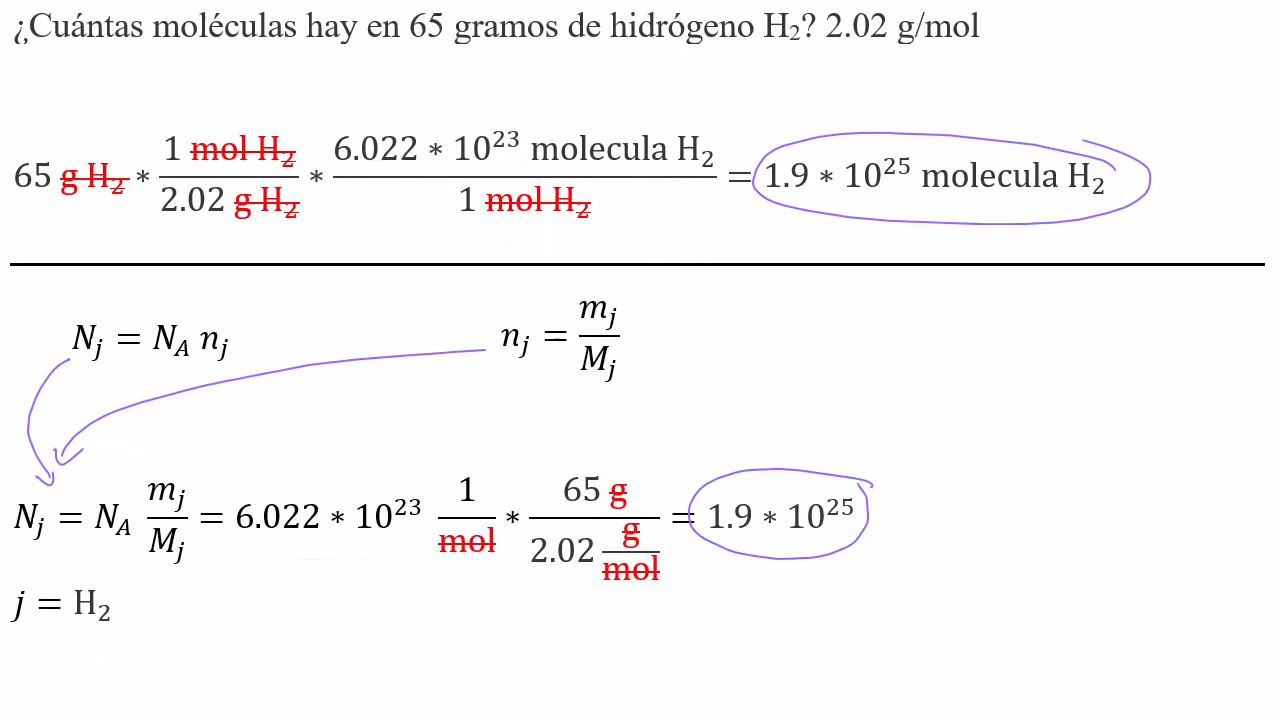 ¿Cuántas moléculas hay en 65 gramos de hidrógeno H₂? 2.02 g/mol
65 g H₂ * (1 mol H₂)/(2.02 g H₂) * (6.022 * 10²³ molecula H₂)/(1 mol H₂) = 1.9 * 10²⁵ molecula H₂
N_j = N_A n_j    n_j = m_j/M_j
N_j = N_A m_j/M_j = 6.022 * 10²³ 1/mol * (65 g)/(2.02 g/mol) = 1.9 * 10²⁵
j = H₂